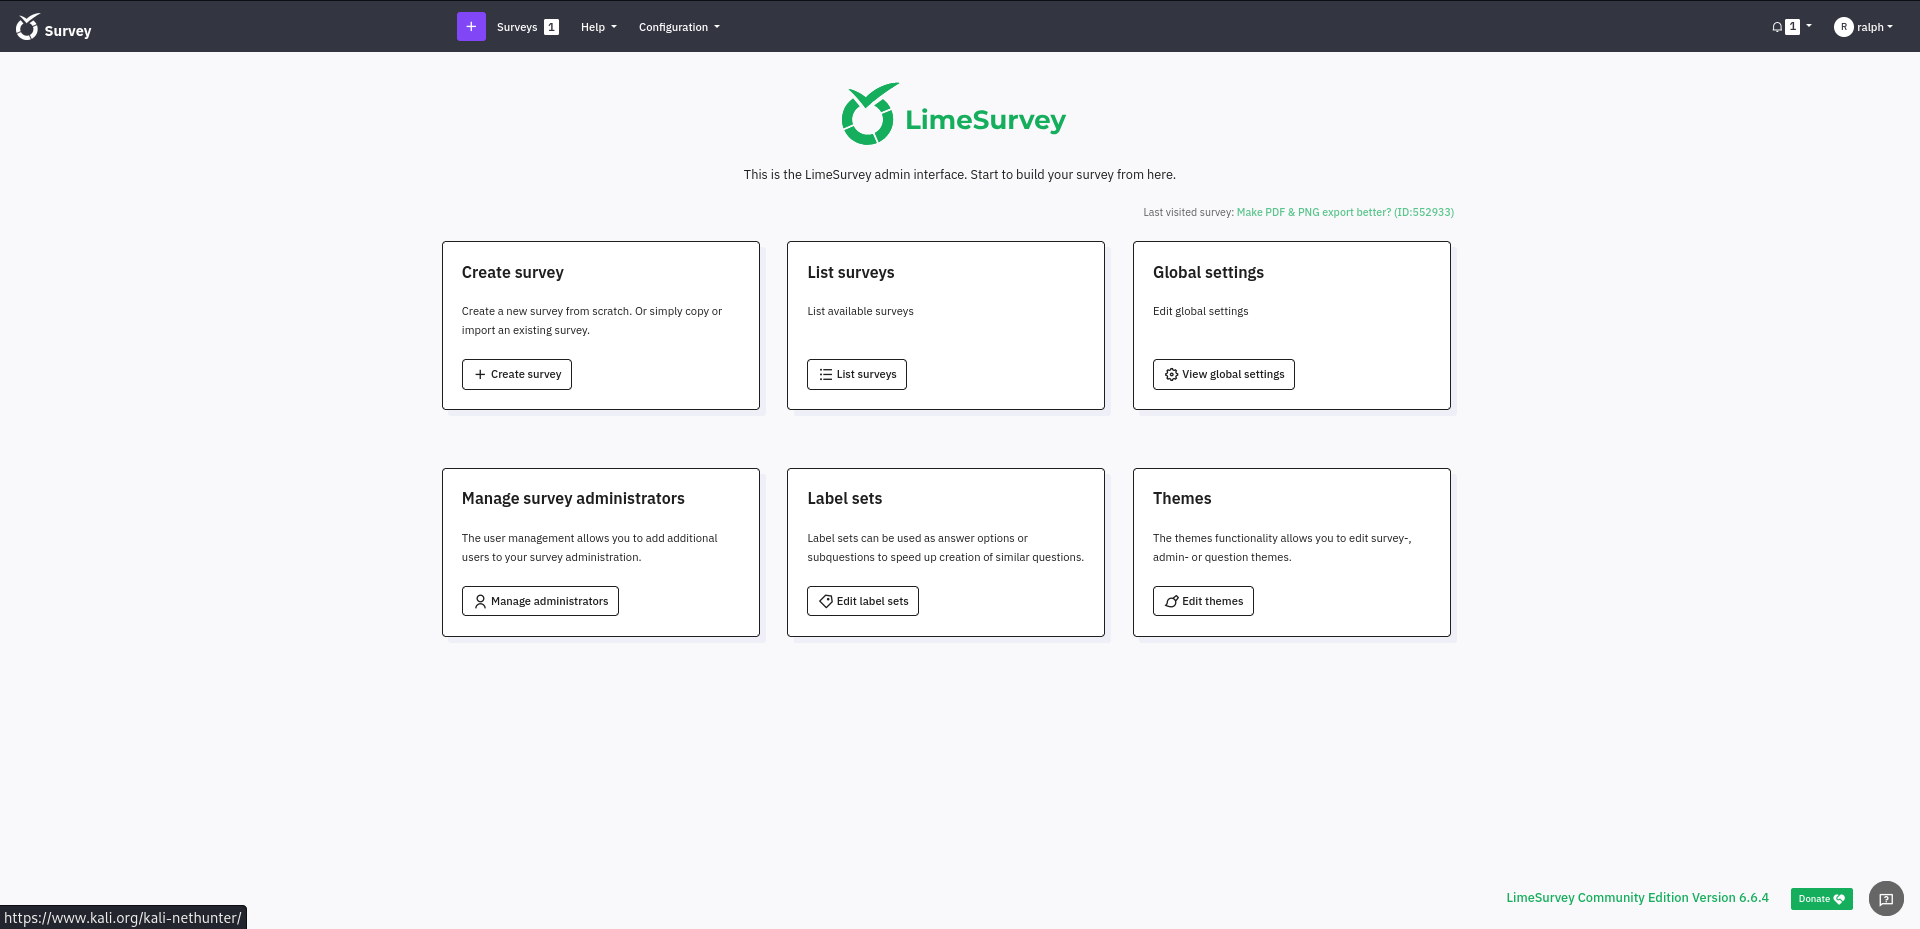 Survey
+ Surveys 1 Help Configuration
1 R ralph
LimeSurvey
This is the LimeSurvey admin interface. Start to build your survey from here.
Last visited survey: Make PDF & PNG export better? (ID:552933)
Create survey
Create a new survey from scratch. Or simply copy or
import an existing survey.
+ Create survey
List surveys
List available surveys
List surveys
Global settings
Edit global settings
View global settings
Manage survey administrators
The user management allows you to add additional
users to your survey administration.
Manage administrators
Label sets
Label sets can be used as answer options or
subquestions to speed up creation of similar questions.
Edit label sets
Themes
The themes functionality allows you to edit survey-,
admin- or question themes.
Edit themes
LimeSurvey Community Edition Version 6.6.4
Donate
https://www.kali.org/kali-nethunter/